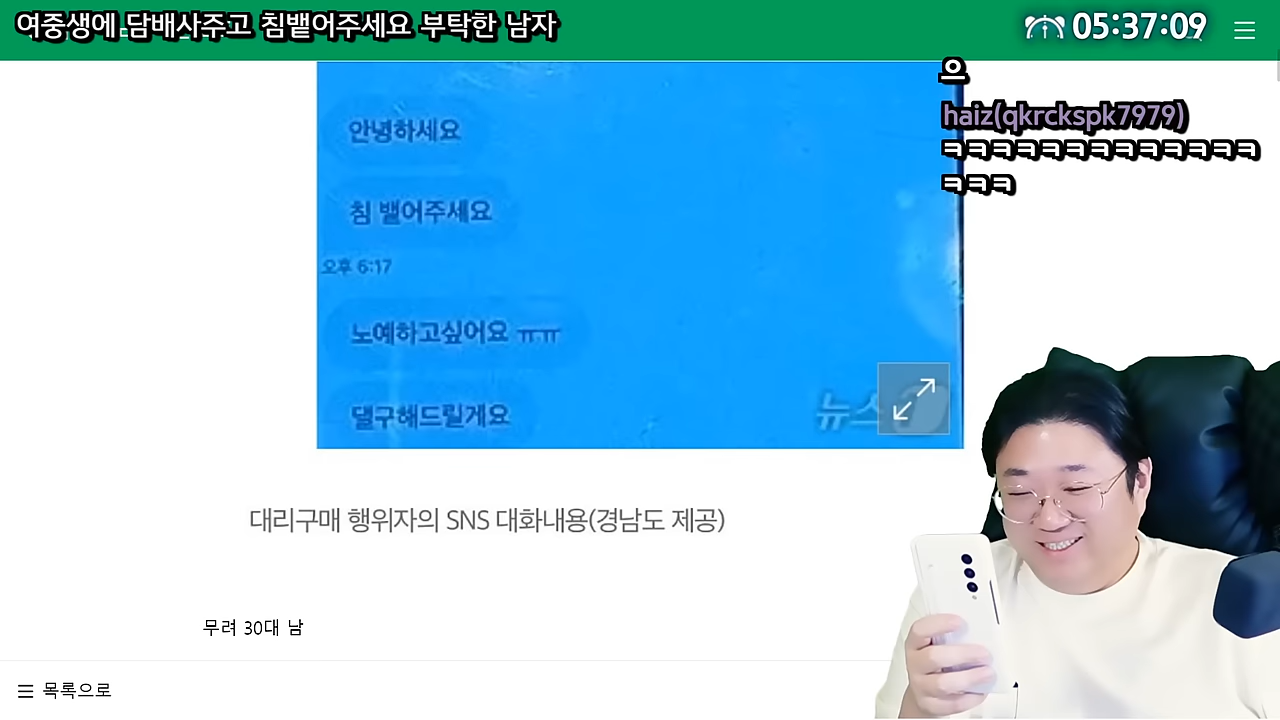 여중생에 담배사주고 침뱉어주세요 부탁한 남자
05:37:09
으
haiz(qkrckspk7979)
ㅋㅋㅋㅋㅋㅋㅋㅋㅋㅋㅋㅋㅋ
ㅋㅋㅋ
안녕하세요
침 뱉어주세요
오후 6:17
노예하고싶어요 ㅠㅠ
댈구해드릴게요
뉴스
대리구매 행위자의 SNS 대화내용(경남도 제공)
무려 30대 남
목록으로